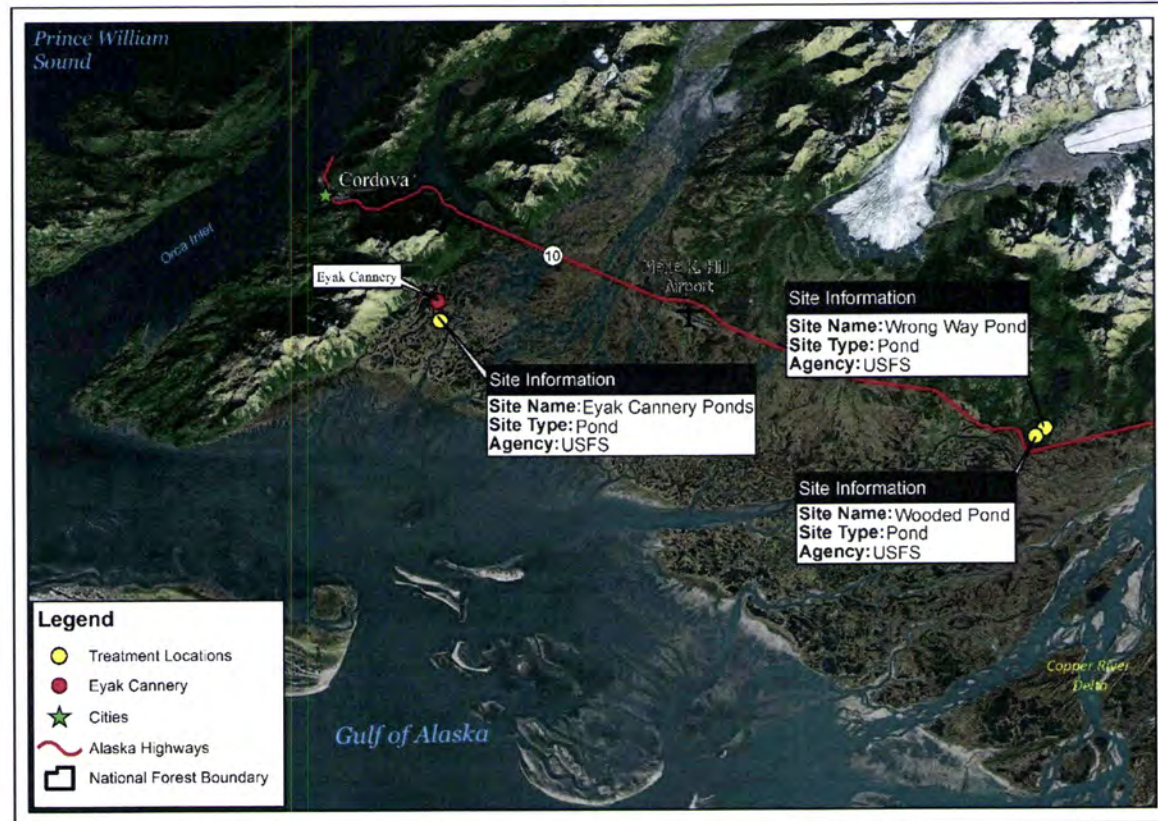 Prince William
Sound
Cordova
Orca Inlet
Eyak Cannery
10
Airport
Site Information
Site Name:Wrong Way Pond
Site Type:Pond
Agency:USFS
Site Information
Site Name:Eyak Cannery Ponds
Site Type:Pond
Agency:USFS
Site Information
Site Name:Wooded Pond
Site Type:Pond
Agency:USFS
Legend
Treatment Locations
Eyak Cannery
Cities
Alaska Highways
National Forest Boundary
Gulf of Alaska
Copper River
Delta